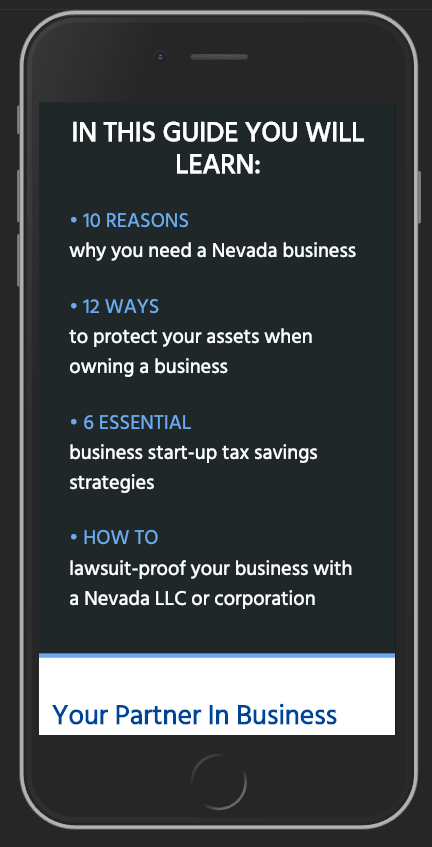 IN THIS GUIDE YOU WILL
LEARN:
• 10 REASONS
why you need a Nevada business
• 12 WAYS
to protect your assets when
owning a business
• 6 ESSENTIAL
business start-up tax savings
strategies
• HOW TO
lawsuit-proof your business with
a Nevada LLC or corporation
Your Partner In Business